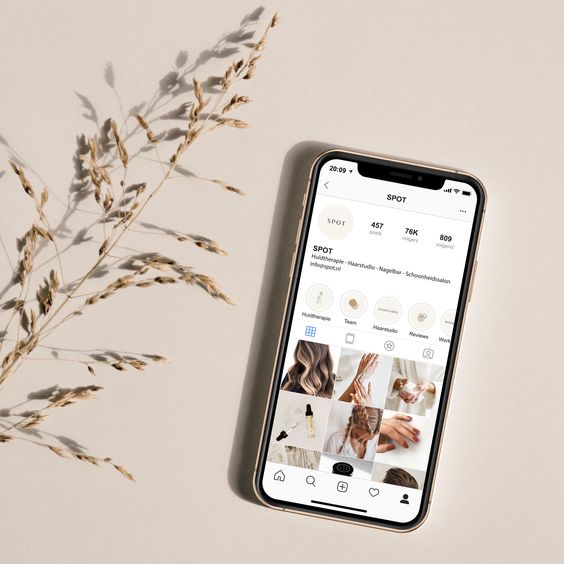 20:09
SPOT
SPOT
457
76K
809
posts
volgers
volgend
SPOT
Huidtherapie - Haarstudio - Nagelbar - Schoonheidssalon
info@spot.nl
Huidtherapie
Team
Haarstudio
Reviews